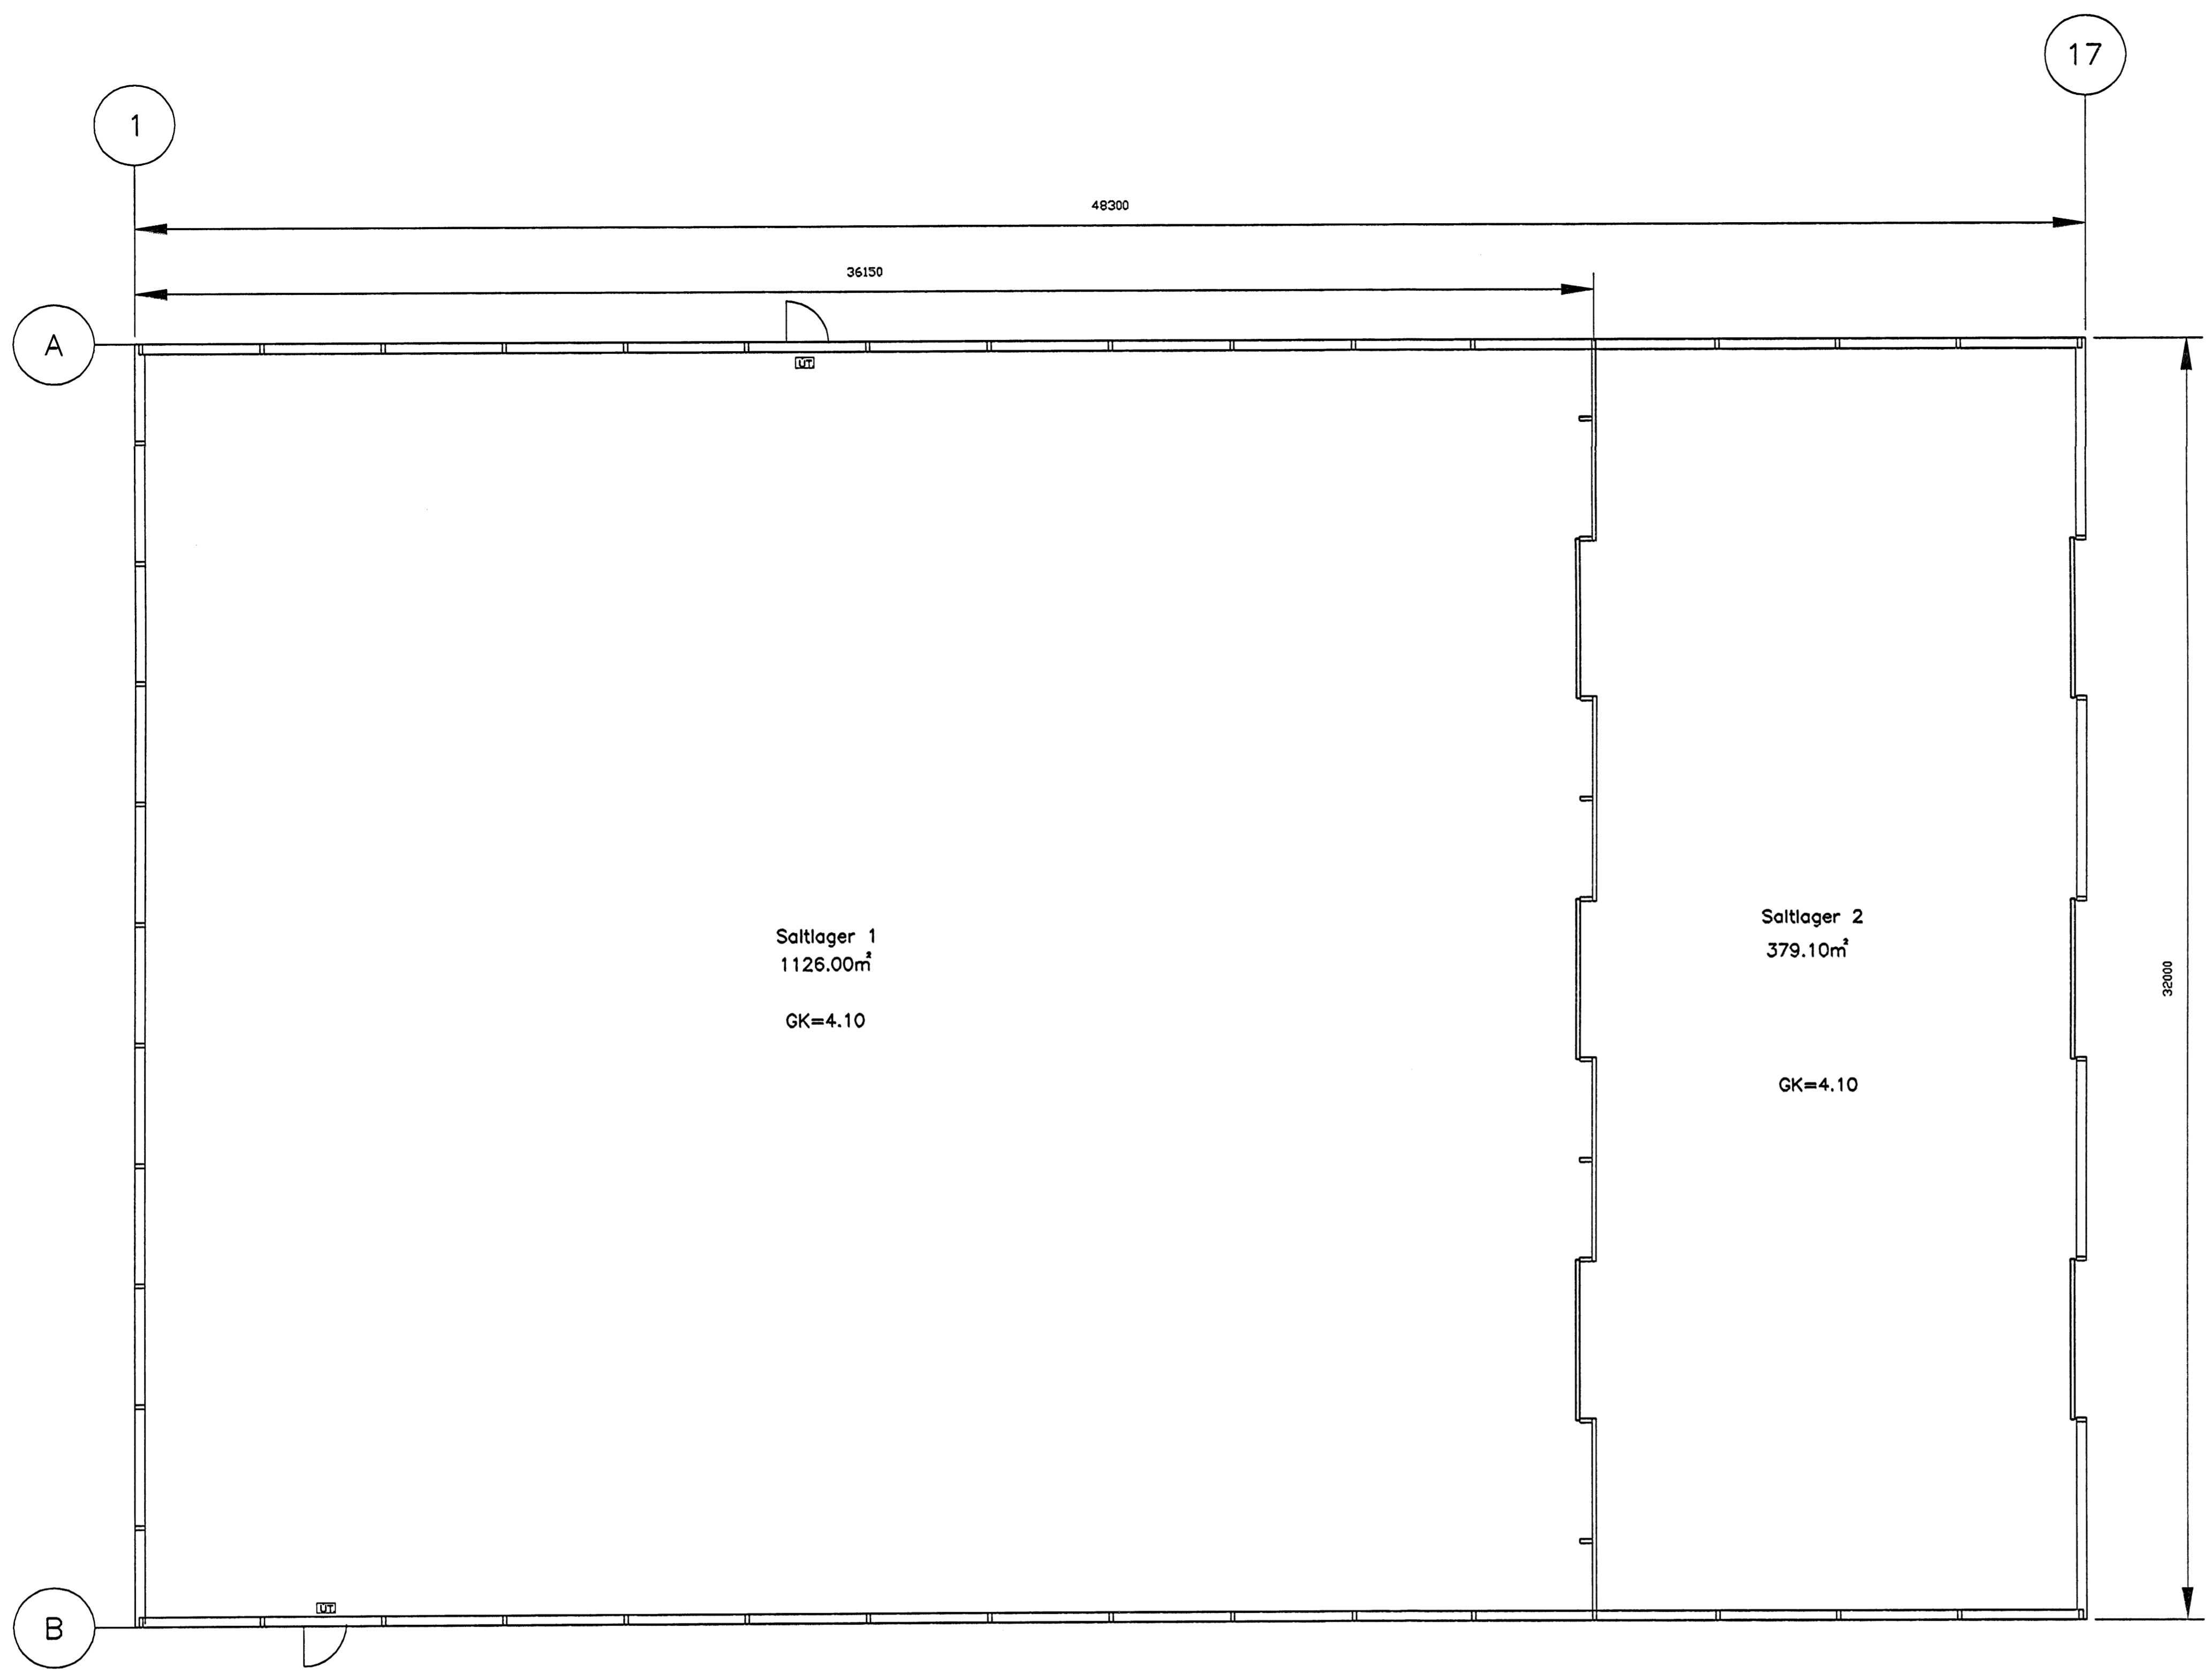 17
1
48300
36150
A
UT
Saltlager 1
1126.00m²
GK=4.10
Saltlager 2
379.10m²
GK=4.10
32000
UT
B